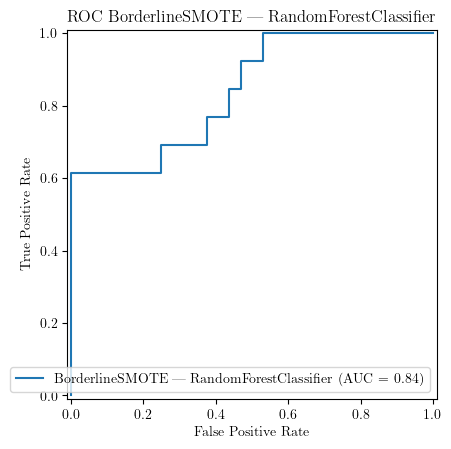 ROC BorderlineSMOTE — RandomForestClassifier
1.0
0.8
0.6
0.4
0.2
0.0
True Positive Rate
BorderlineSMOTE — RandomForestClassifier (AUC = 0.84)
0.0 0.2 0.4 0.6 0.8 1.0
False Positive Rate